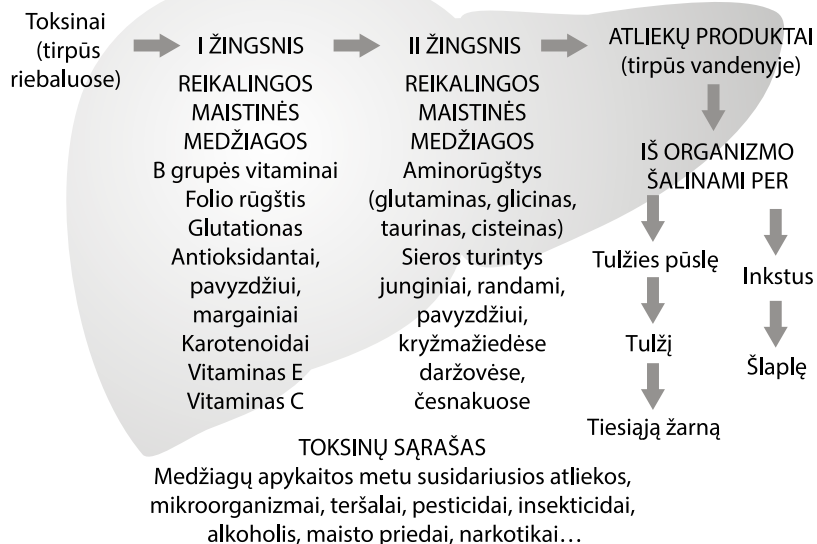 Toksinai
(tirpūs
riebaluose)
I ŽINGSNIS
REIKALINGOS
MAISTINĖS
MEDŽIAGOS
B grupės vitaminai
Folio rūgštis
Glutationas
Antioksidantai,
pavyzdžiui,
margainiai
Karotenoidai
Vitaminas E
Vitaminas C
II ŽINGSNIS
REIKALINGOS
MAISTINĖS
MEDŽIAGOS
Aminorūgštys
(glutaminas, glicinas,
taurinas, cisteinas)
Sieros turintys
junginiai, randami,
pavyzdžiui,
kryžmažiedėse
daržovėse,
česnakuose
ATLIEKŲ PRODUKTAI
(tirpūs vandenyje)
IŠ ORGANIZMO
ŠALINAMI PER
Tulžies pūslę
Tulžį
Tiesiąją žarną
Inkstus
Šlaplę
TOKSINŲ SĄRAŠAS
Medžiagų apykaitos metu susidariusios atliekos,
mikroorganizmai, teršalai, pesticidai, insekticidai,
alkoholis, maisto priedai, narkotikai…